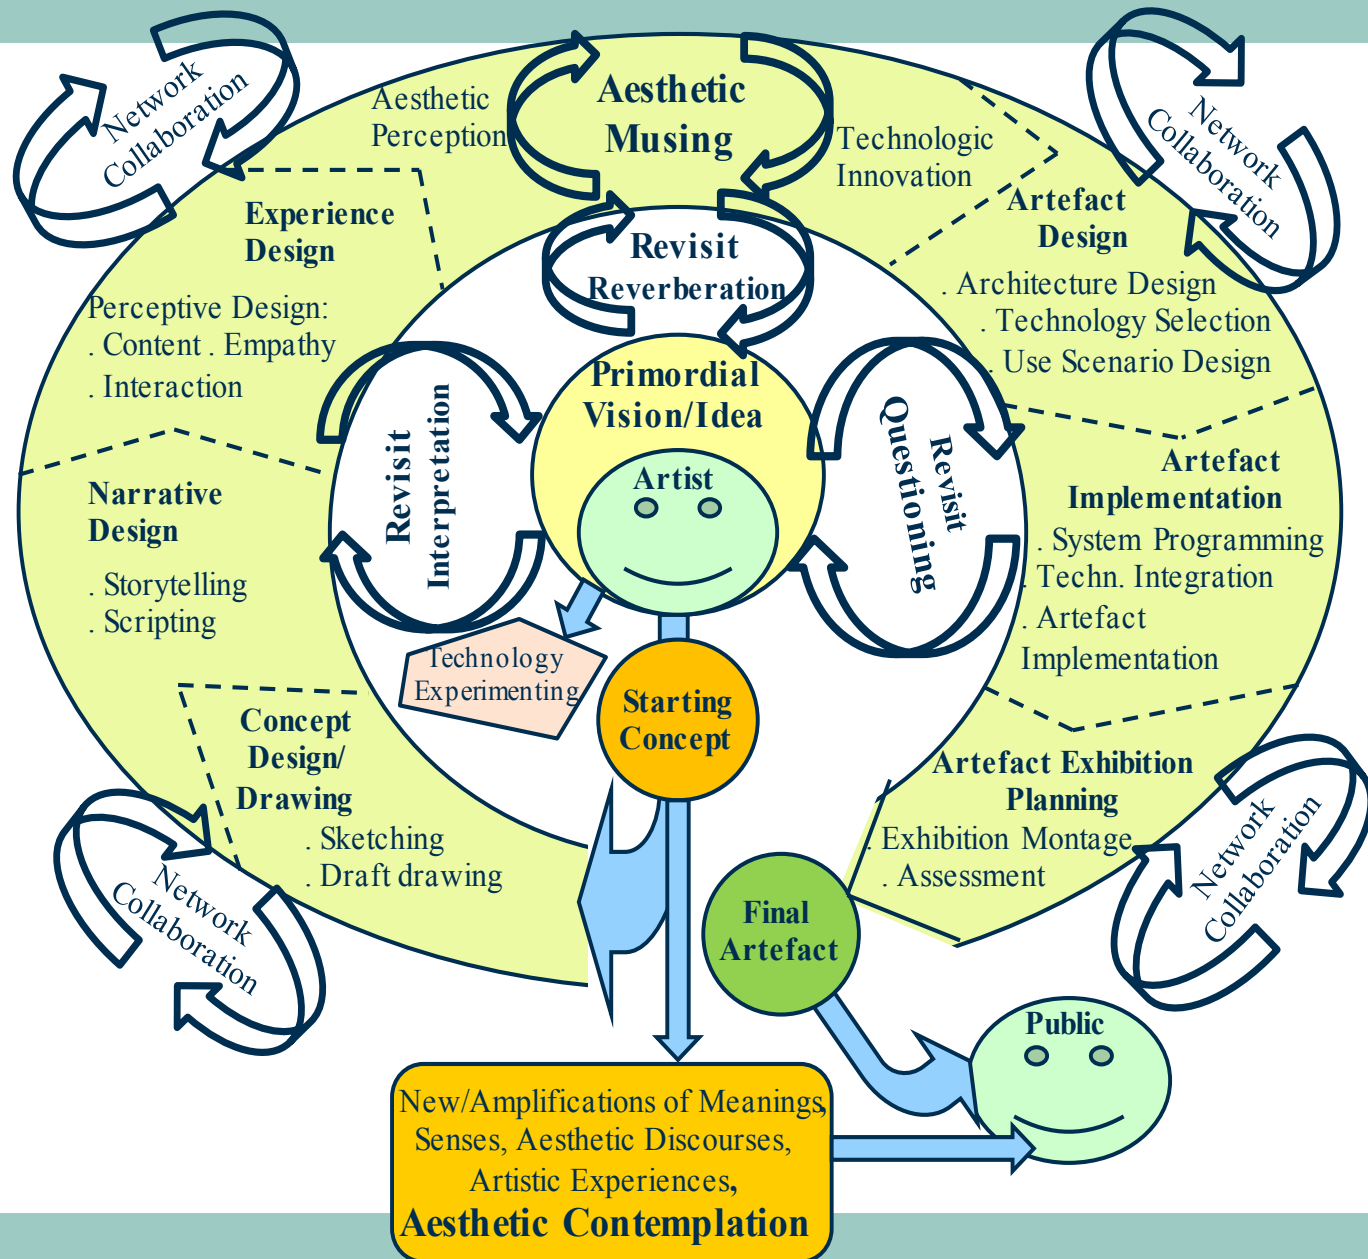 Network
Collaboration
Aesthetic
Perception
Aesthetic
Musing
Technologic
Innovation
Network
Collaboration
Experience
Design
Perceptive Design:
. Content . Empathy
. Interaction
Revisit
Reverberation
Artefact
Design
. Architecture Design
. Technology Selection
. Use Scenario Design
Revisit
Interpretation
Primordial
Vision/Idea
Artist
Revisit
Questioning
Narrative
Design
. Storytelling
. Scripting
Artefact
Implementation
. System Programming
. Techn. Integration
. Artefact
Implementation
Technology
Experimenting
Starting
Concept
Concept
Design/
Drawing
. Sketching
. Draft drawing
Artefact Exhibition
Planning
. Exhibition Montage
. Assessment
Network
Collaboration
Network
Collaboration
Final
Artefact
Public
New/Amplifications of Meanings,
Senses, Aesthetic Discourses,
Artistic Experiences,
Aesthetic Contemplation